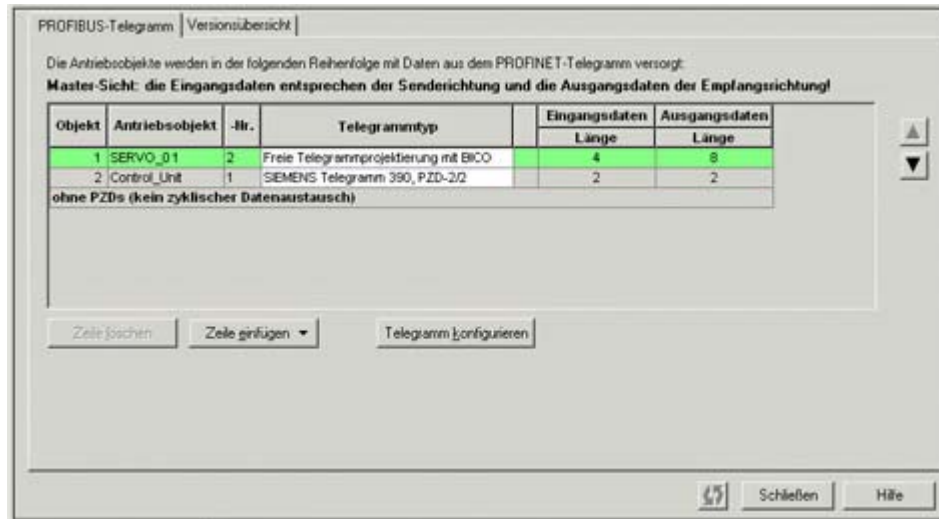 PROFIBUS-Telegramm Versionsübersicht
Die Antriebsobjekte werden in der folgenden Reihenfolge mit Daten aus dem PROFINET-Telegramm versorgt:
Master-Sicht: die Eingangsdaten entsprechen der Senderichtung und die Ausgangsdaten der Empfangsrichtung!
Objekt Antriebsobjekt -Nr. Telegrammtyp Eingangsdaten Ausgangsdaten
Länge Länge
1 SERVO_01 2 Freie Telegrammprojektierung mit BICO 4 8
2 Control_Unit 1 SIEMENS Telegramm 390, PZD-2/2 2 2
ohne PZDs (kein zyklischer Datenaustausch)
Zeile löschen Zeile einfügen Telegramm konfigurieren
Schließen Hilfe